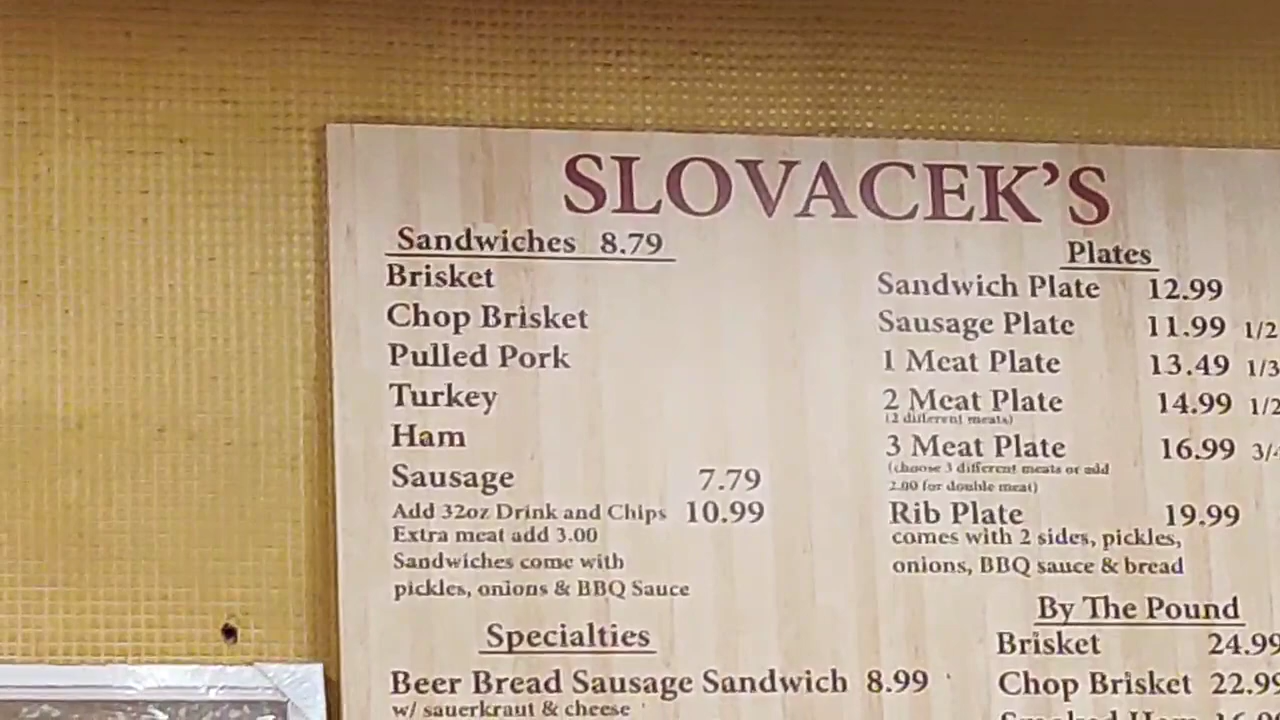 SLOVACEK'S
Sandwiches 8.79
Brisket
Chop Brisket
Pulled Pork
Turkey
Ham
Sausage 7.79
Add 32oz Drink and Chips 10.99
Extra meat add 3.00
Sandwiches come with
pickles, onions & BBQ Sauce
Specialties
Beer Bread Sausage Sandwich 8.99
w/ sauerkraut & cheese
Plates
Sandwich Plate 12.99
Sausage Plate 11.99 1/2
1 Meat Plate 13.49 1/3
2 Meat Plate 14.99 1/2
(2 different meats)
3 Meat Plate 16.99 3/4
(choose 3 different meats or add
2.00 for double meat)
Rib Plate 19.99
comes with 2 sides, pickles,
onions, BBQ sauce & bread
By The Pound
Brisket 24.99
Chop Brisket 22.99
Smoked Ham